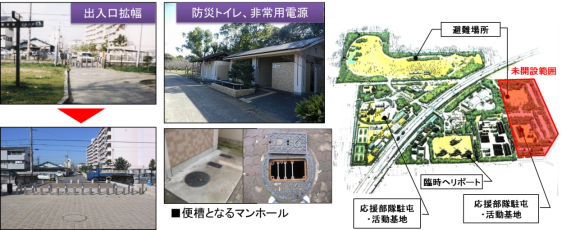 出入口拡幅
防災トイレ、非常用電源
■便槽となるマンホール
避難場所
未開設範囲
臨時ヘリポート
応援部隊駐屯
・活動基地
応援部隊駐屯
・活動基地